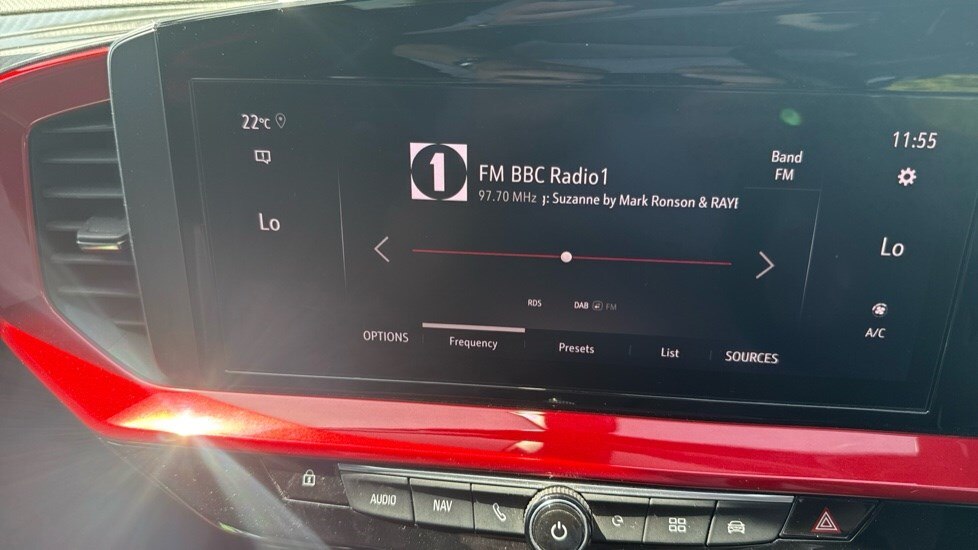 22°C
11:55
1
FM BBC Radio1
Band
FM
97.70 MHz g: Suzanne by Mark Ronson & RAYE
Lo
Lo
RDS
DAB FM
A/C
OPTIONS
Frequency
Presets
List
SOURCES
AUDIO
NAV